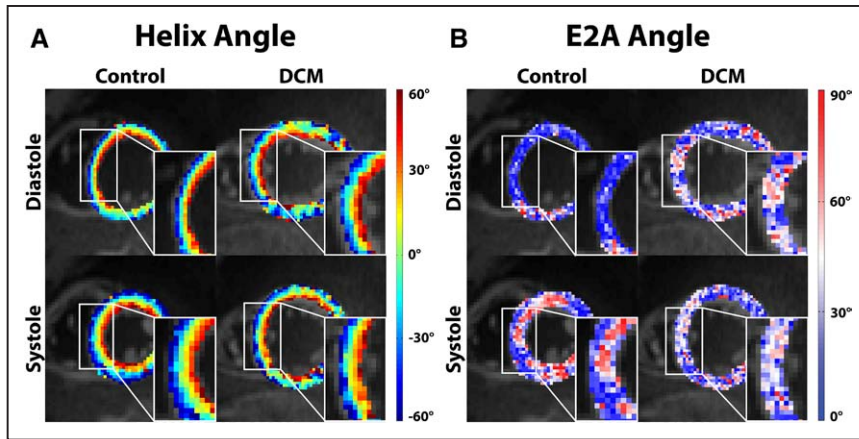 A Helix Angle
Control DCM
Diastole
Systole
60°
30°
0°
-30°
-60°
B E2A Angle
Control DCM
Diastole
Systole
90°
60°
30°
0°